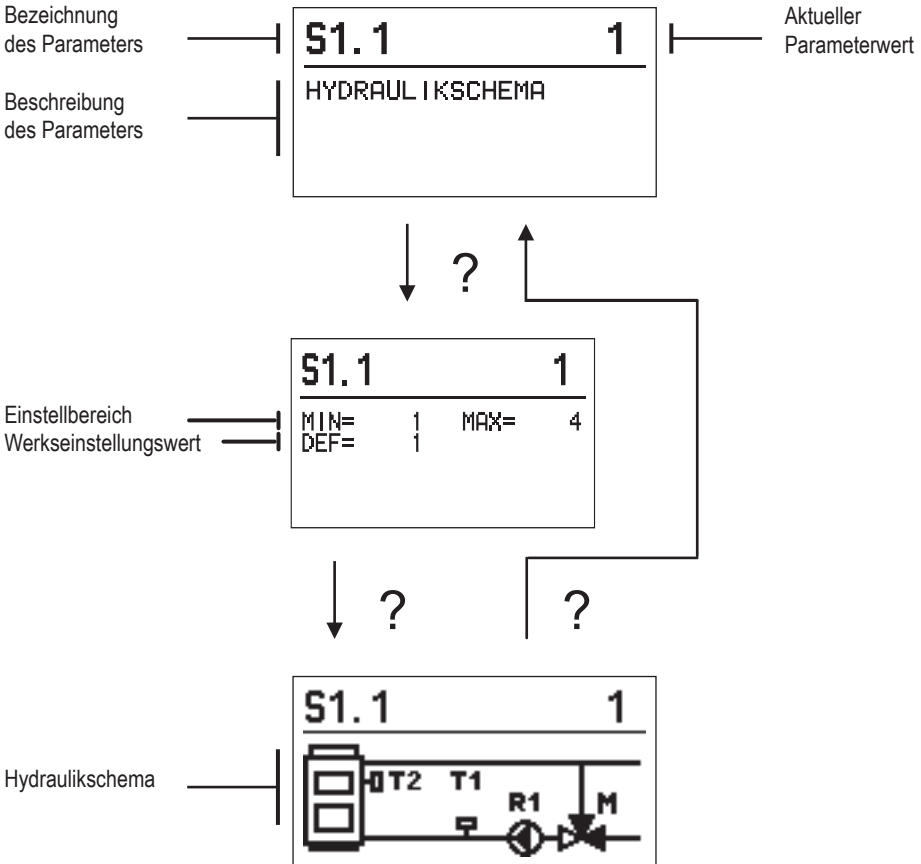 Bezeichnung
des Parameters
S1.1 1
Aktueller
Parameterwert
Beschreibung
des Parameters
HYDRAULIKSCHEMA
?
S1.1 1
Einstellbereich
MIN= 1 MAX= 4
Werkseinstellungswert
DEF= 1
? ?
S1.1 1
Hydraulikschema
T2 T1
R1 M